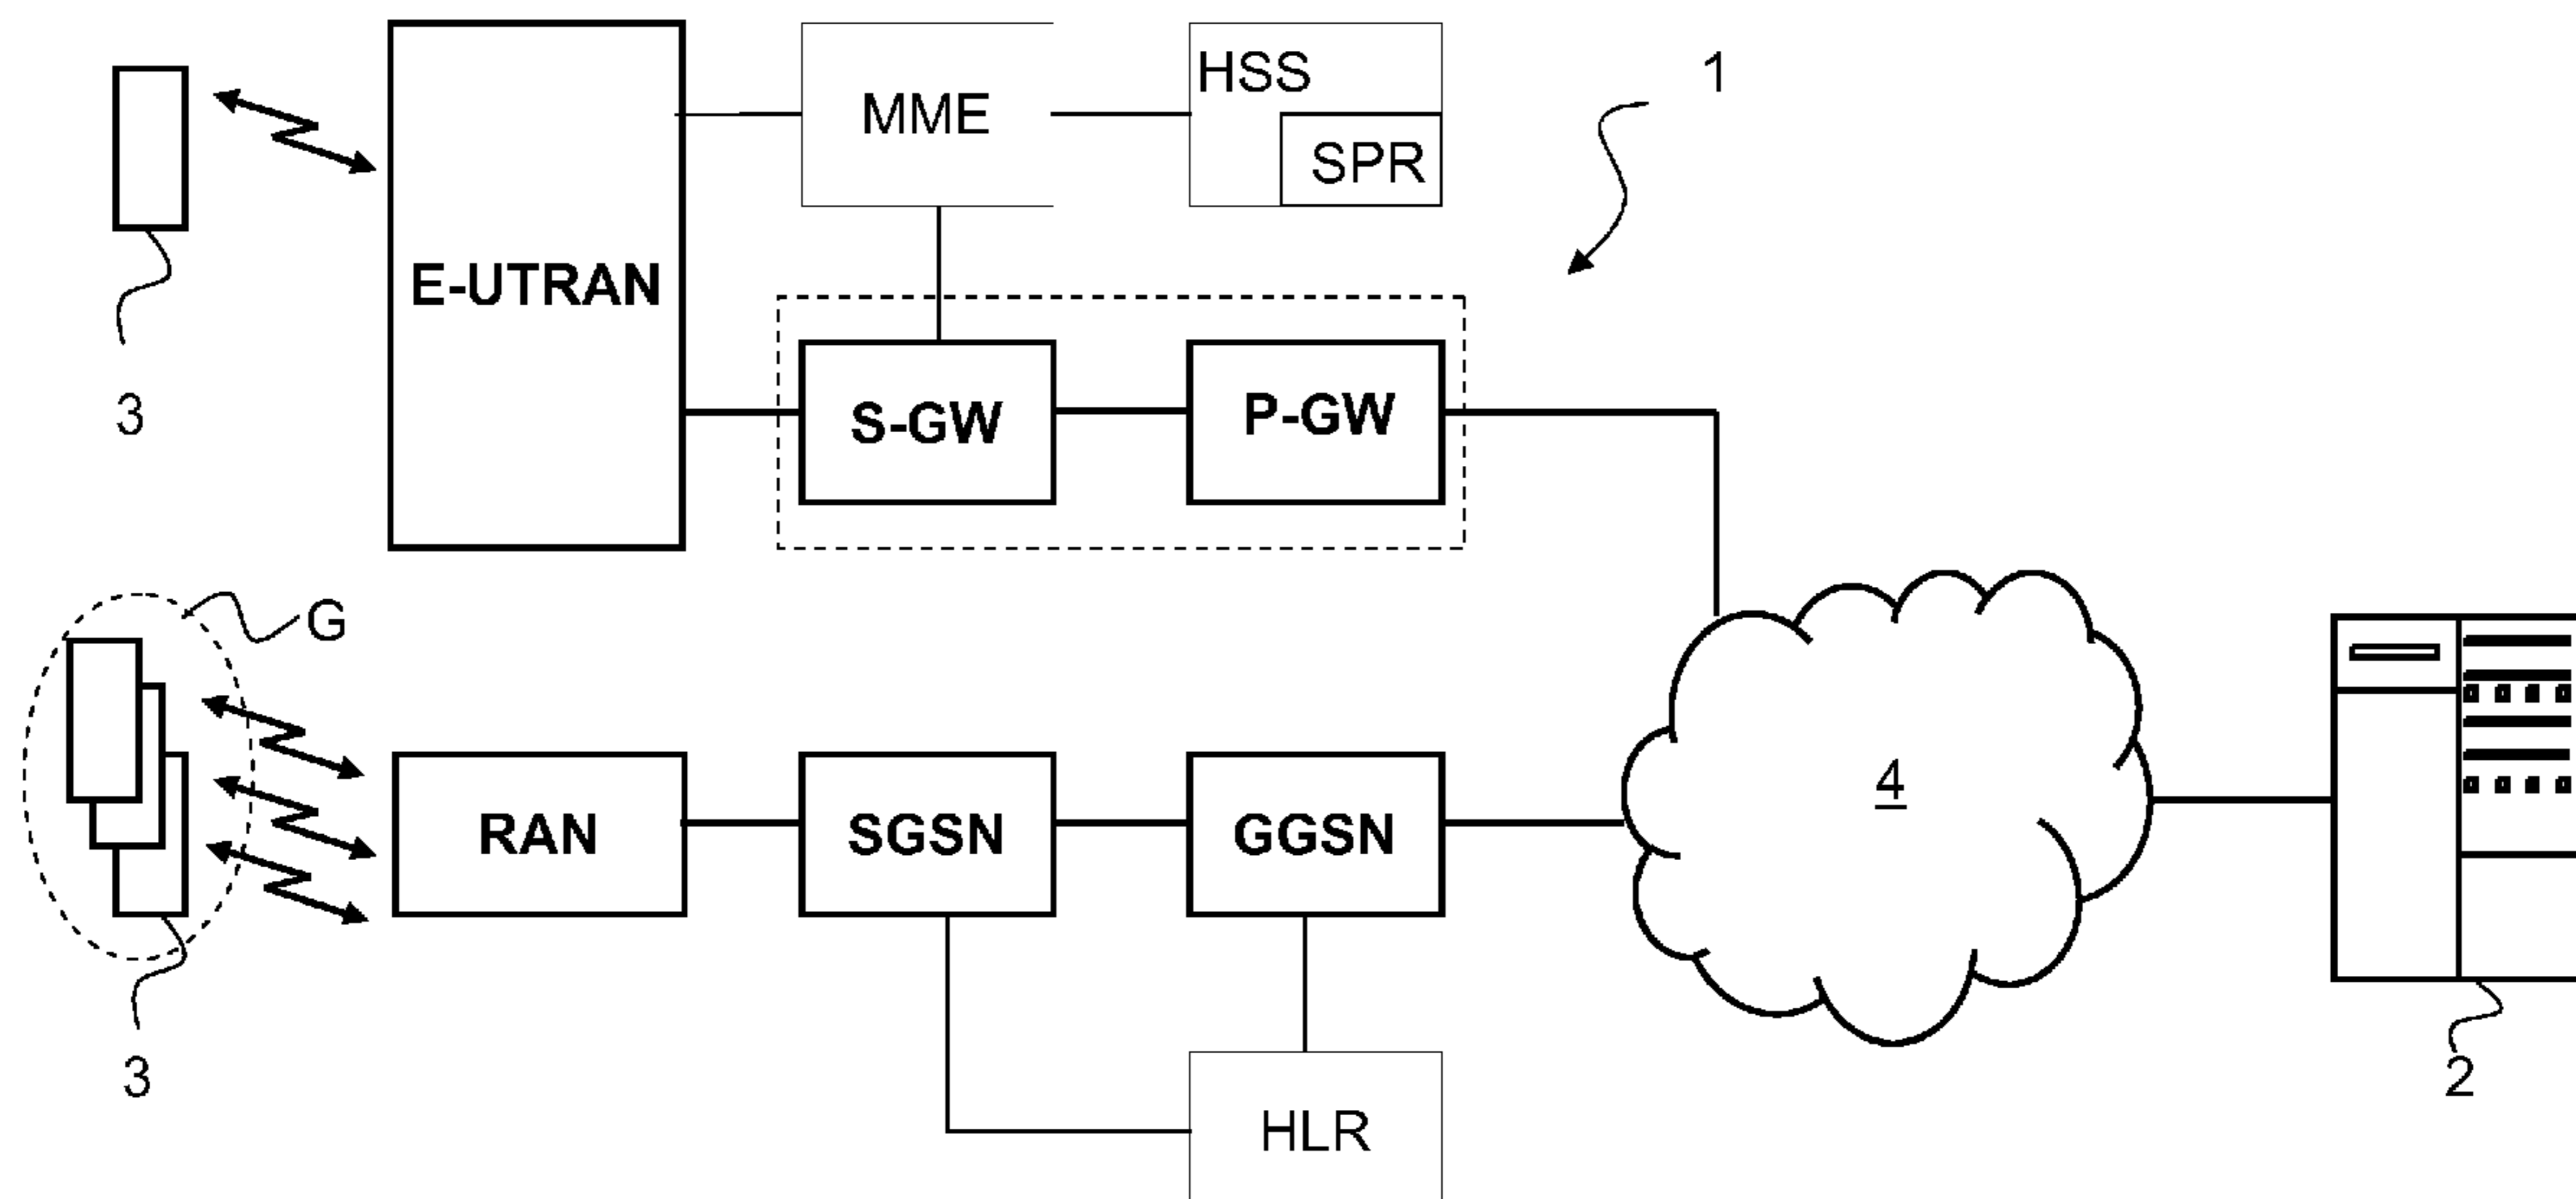 1
HSS
MME
SPR
E-UTRAN
3
S-GW
P-GW
G
4
RAN
SGSN
GGSN
3
2
HLR